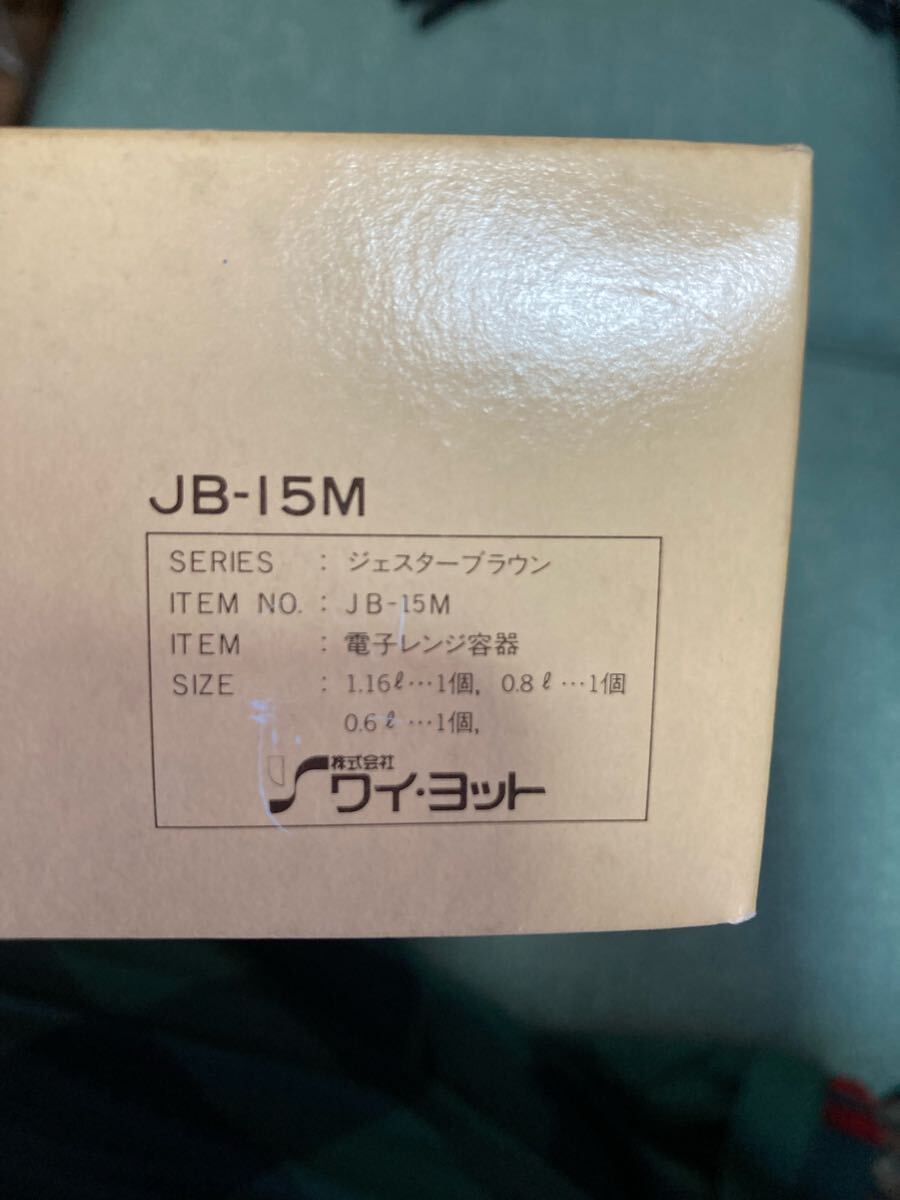 JB-15M
SERIES : ジェスターブラウン
ITEM NO. : JB-15M
ITEM : 電子レンジ容器
SIZE : 1.16ℓ…1個, 0.8ℓ…1個
0.6ℓ…1個,
株式会社
ワイ・ヨット